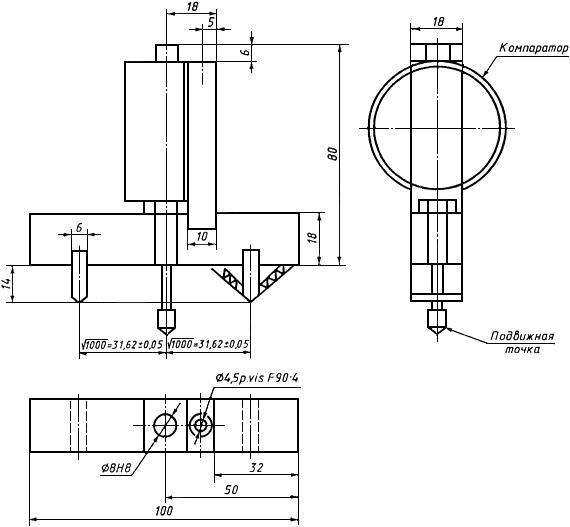 18
5
6
80
10
18
6
14
√1000=31,62±0,05
√1000=31,62±0,05
18
Компаратор
Подвижная
точка
Ø4,5p.vis F90·4
Ø8H8
32
50
100